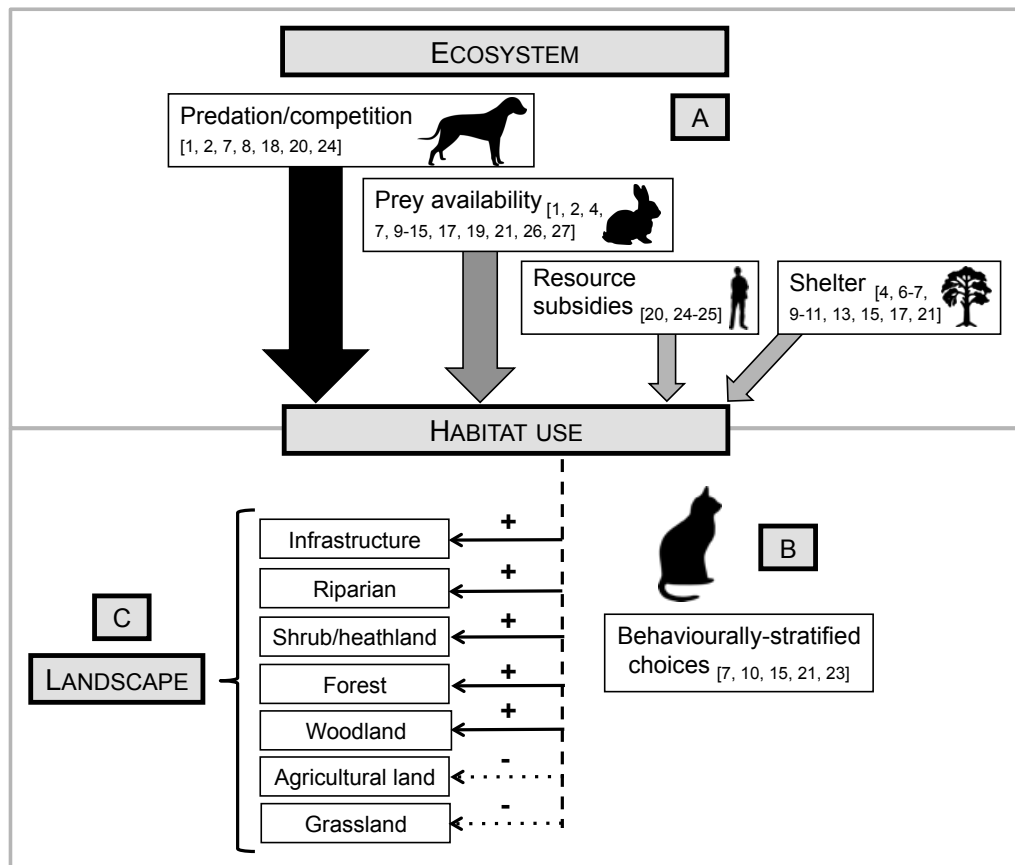 ECOSYSTEM
A
Predation/competition
[1, 2, 7, 8, 18, 20, 24]
Prey availability [1, 2, 4,
7, 9-15, 17, 19, 21, 26, 27]
Resource
subsidies [20, 24-25]
Shelter [4, 6-7,
9-11, 13, 15, 17, 21]
HABITAT USE
B
Behaviourally-stratified
choices [7, 10, 15, 21, 23]
C
LANDSCAPE
Infrastructure +
Riparian +
Shrub/heathland +
Forest +
Woodland +
Agricultural land -
Grassland -